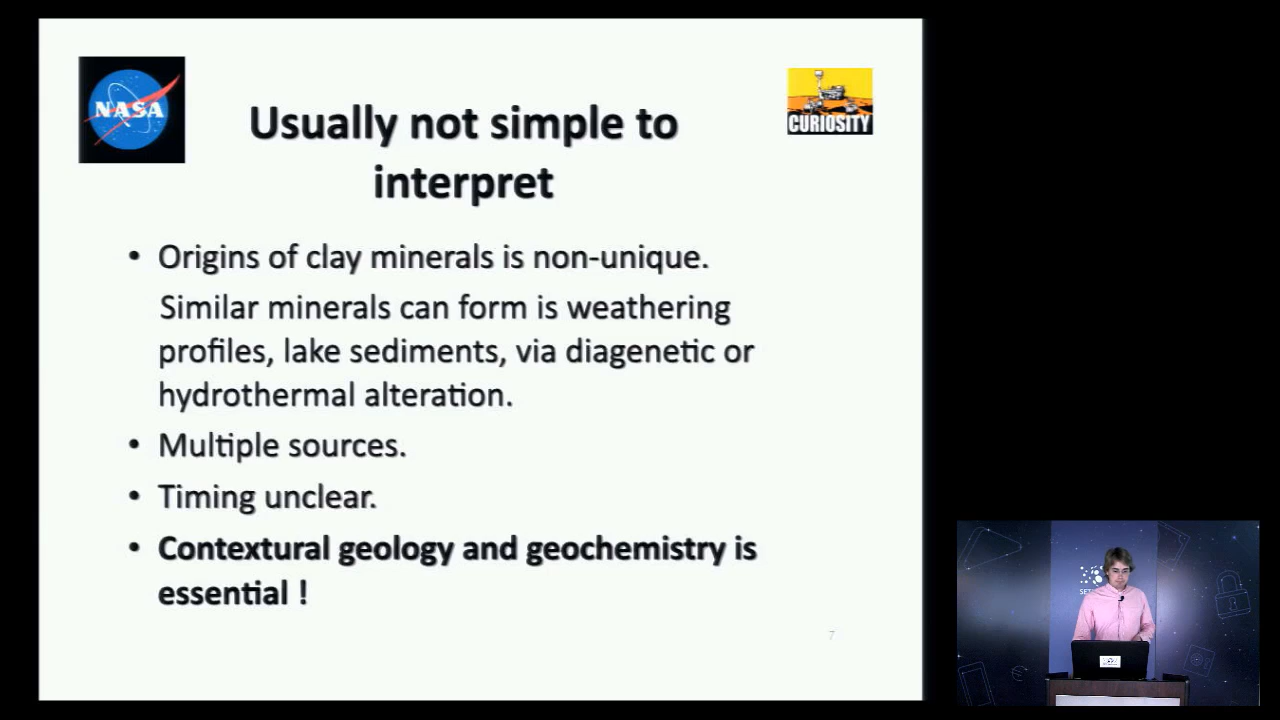 NASA
CURIOSITY
Usually not simple to
interpret
• Origins of clay minerals is non-unique.
Similar minerals can form is weathering
profiles, lake sediments, via diagenetic or
hydrothermal alteration.
• Multiple sources.
• Timing unclear.
• Contextural geology and geochemistry is
essential !
7